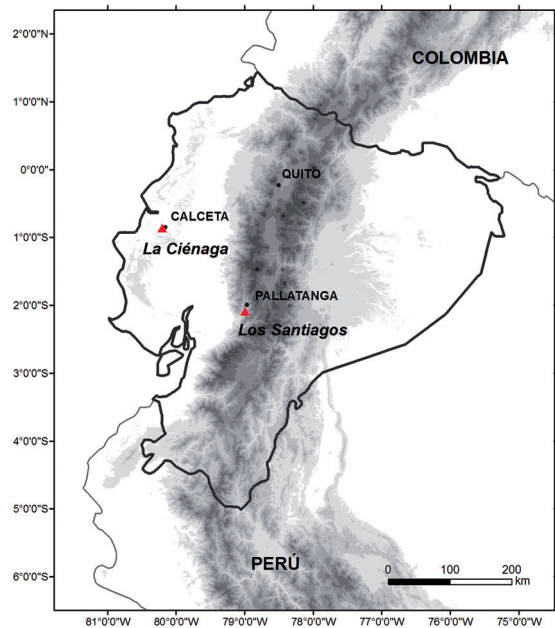 2°0'0"N
COLOMBIA
1°0'0"N
0°0'0"
QUITO
CALCETA
1°0'0"S
La Ciénaga
PALLATANGA
2°0'0"S
Los Santiagos
3°0'0"S
4°0'0"S
5°0'0"S
PERÚ
0 100 200
km
6°0'0"S
81°0'0"W 80°0'0"W 79°0'0"W 78°0'0"W 77°0'0"W 76°0'0"W 75°0'0"W